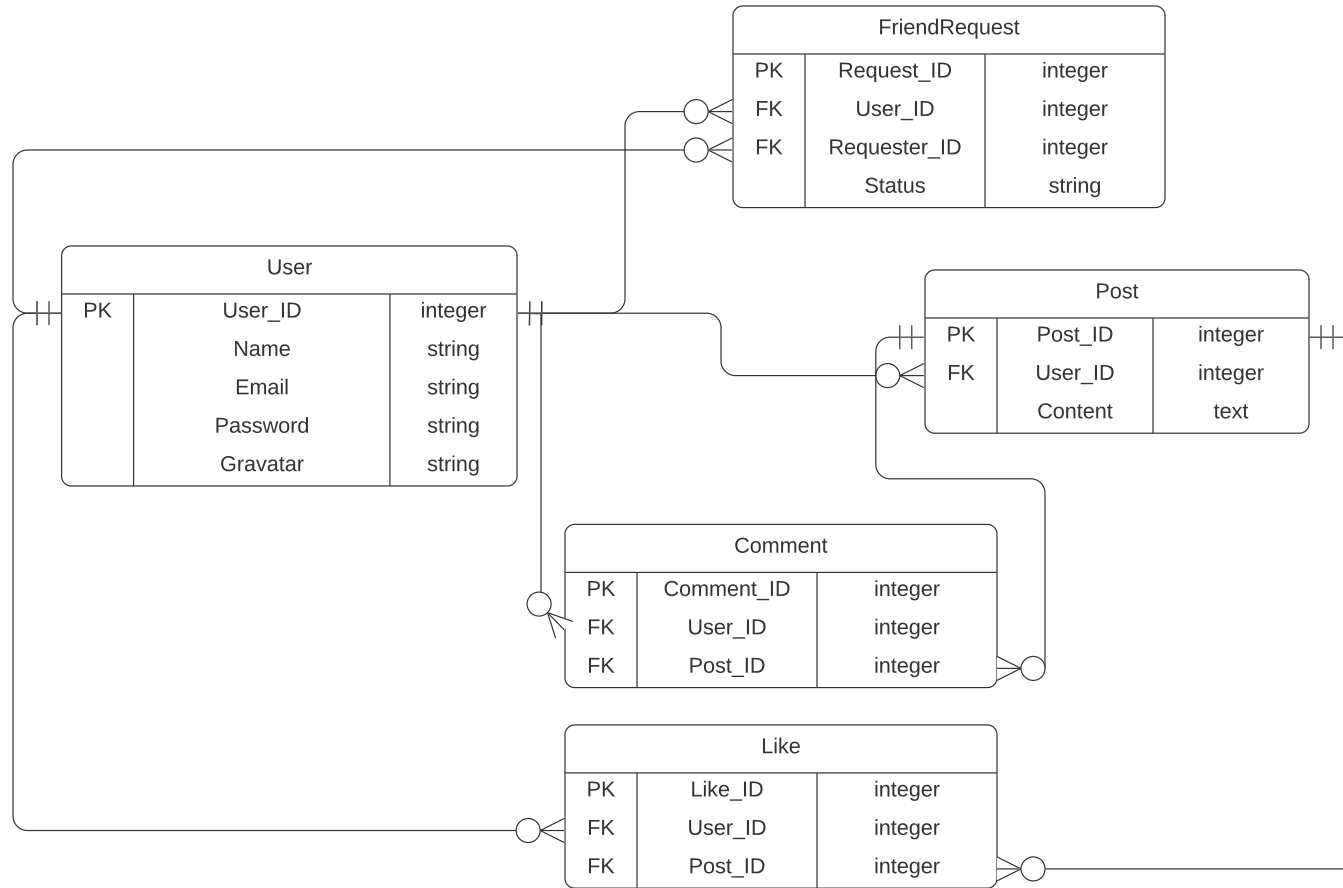 FriendRequest
PK Request_ID integer
FK User_ID integer
FK Requester_ID integer
Status string
User
PK User_ID integer
Name string
Email string
Password string
Gravatar string
Post
PK Post_ID integer
FK User_ID integer
Content text
Comment
PK Comment_ID integer
FK User_ID integer
FK Post_ID integer
Like
PK Like_ID integer
FK User_ID integer
FK Post_ID integer